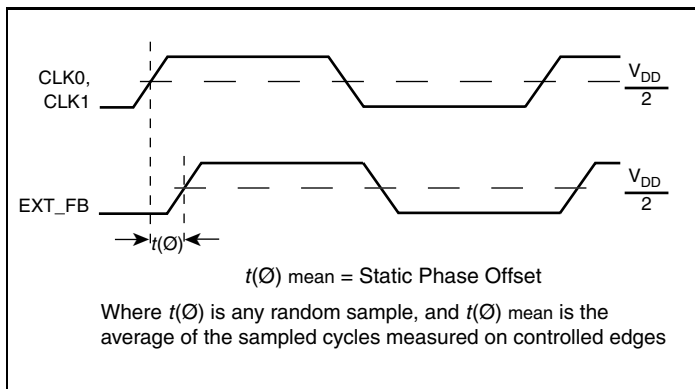 CLK0,
CLK1
V_DD
2
EXT_FB
V_DD
2
t(Ø)
t(Ø) mean = Static Phase Offset
Where t(Ø) is any random sample, and t(Ø) mean is the
average of the sampled cycles measured on controlled edges